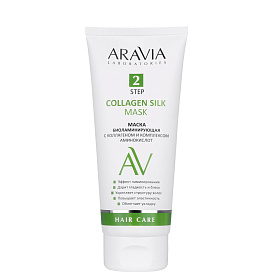 ARAVIA
LABORATORIES
2
STEP
COLLAGEN SILK
MASK
МАСКА
БИОЛАМИНИРУЮЩАЯ
С КОЛЛАГЕНОМ И КОМПЛЕКСОМ
АМИНОКИСЛОТ
AV
Эффект ламинирования
Дарит гладкость и блеск
Укрепляет структуру волос
Повышает эластичность
Облегчает укладку
HAIR CARE